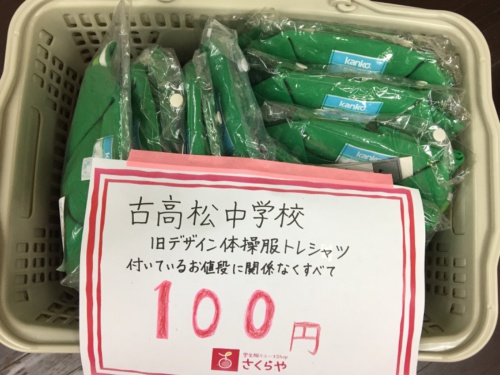 kanko
kanko
kanko
古高松中学校
旧デザイン体操服トレシャツ
付いているお値段に関係なくすべて
100円
さくらや